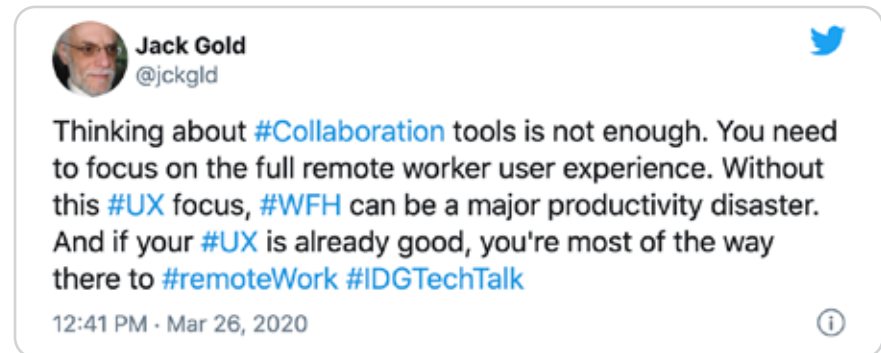 Jack Gold
@jckgld
Thinking about #Collaboration tools is not enough. You need
to focus on the full remote worker user experience. Without
this #UX focus, #WFH can be a major productivity disaster.
And if your #UX is already good, you're most of the way
there to #remoteWork #IDGTechTalk
12:41 PM · Mar 26, 2020